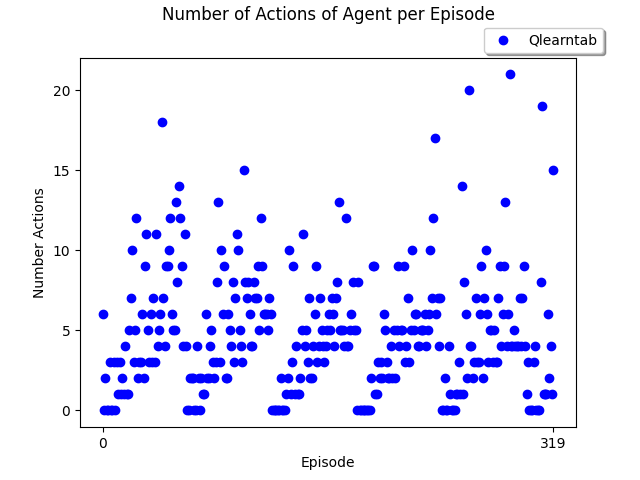 Number of Actions of Agent per Episode
Qlearntab
Number Actions
20
15
10
5
0
0
319
Episode